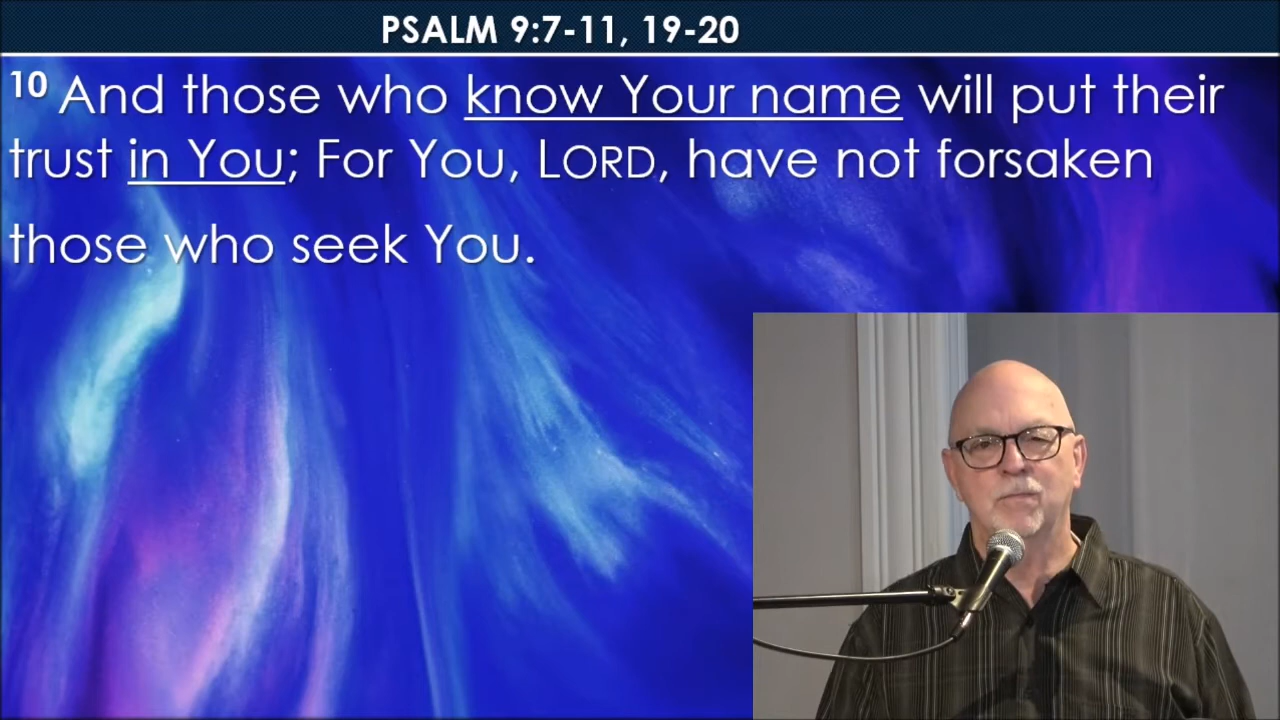 PSALM 9:7-11, 19-20
10 And those who know Your name will put their
trust in You; For You, LORD, have not forsaken
those who seek You.